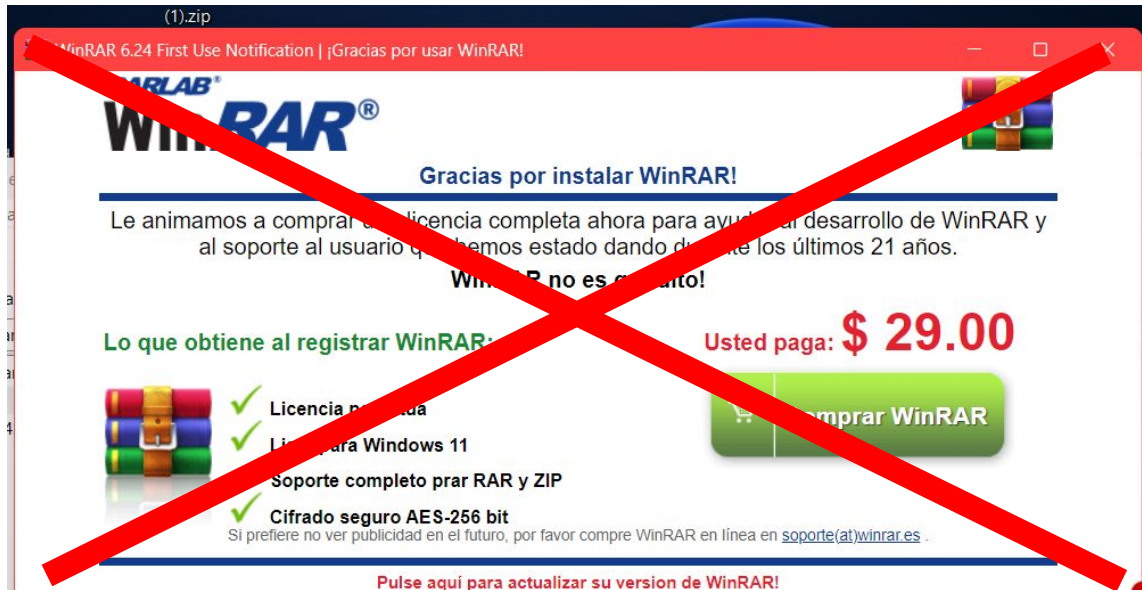 (1).zip
WinRAR 6.24 First Use Notification | ¡Gracias por usar WinRAR!
RARLAB®
WinRAR®
Gracias por instalar WinRAR!
Le animamos a comprar licencia completa ahora para al desarrollo de WinRAR y
al soporte al usuario hemos estado dando los últimos 21 años.
WinRAR no es gratuito!
Lo que obtiene al registrar WinRAR:
Usted paga: $ 29.00
Licencia
Comprar WinRAR
para Windows 11
Soporte completo prar RAR y ZIP
Cifrado seguro AES-256 bit
Si prefiere no ver publicidad en el futuro, por favor compre WinRAR en línea en soporte(at)winrar.es .
Pulse aquí para actualizar su version de WinRAR!